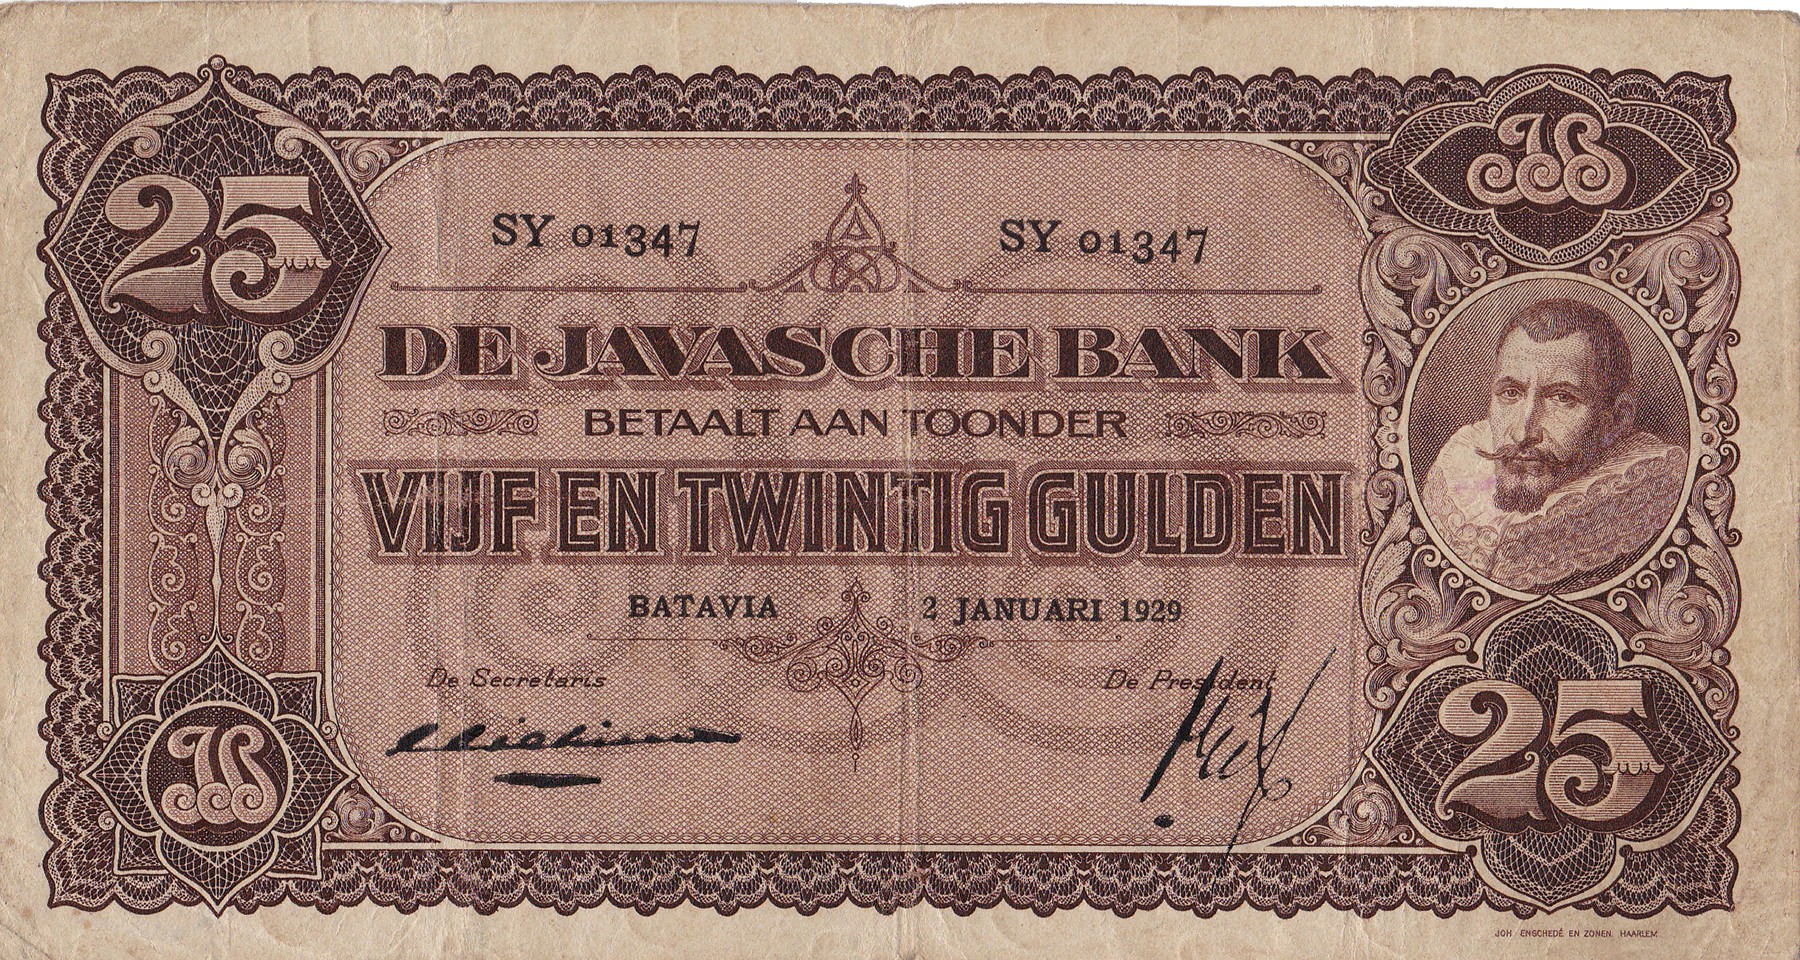 25
SY 01347
SY 01347
DE JAVASCHE BANK
BETAALT AAN TOONDER
VIJF EN TWINTIG GULDEN
BATAVIA 2 JANUARI 1929
De Secretaris
De President
25
JOH. ENSCHEDÉ EN ZONEN. HAARLEM